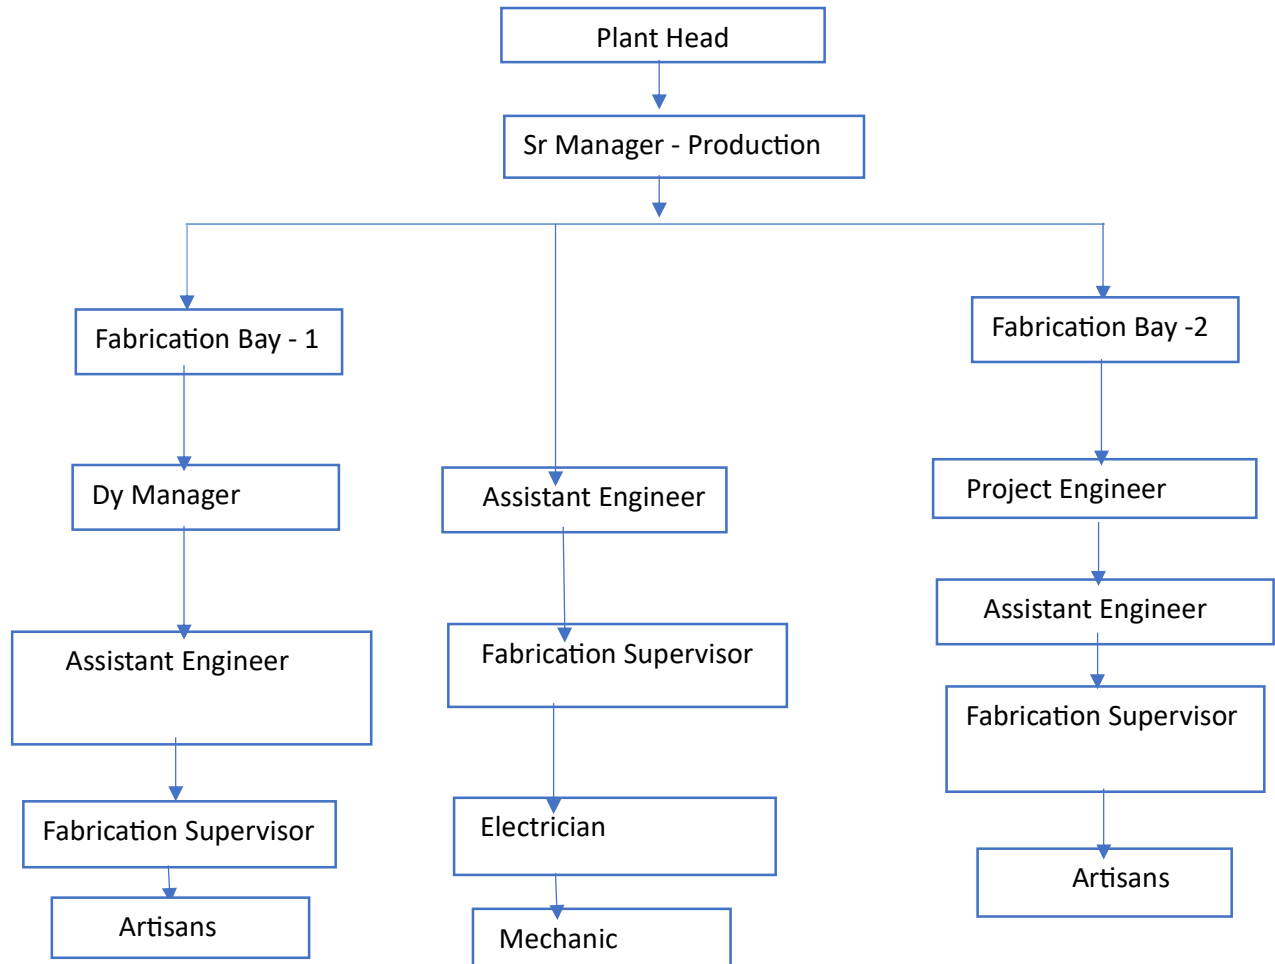 Plant Head
Sr Manager - Production
Fabrication Bay - 1
Fabrication Bay -2
Dy Manager
Assistant Engineer
Project Engineer
Assistant Engineer
Assistant Engineer
Fabrication Supervisor
Fabrication Supervisor
Fabrication Supervisor
Electrician
Artisans
Artisans
Mechanic